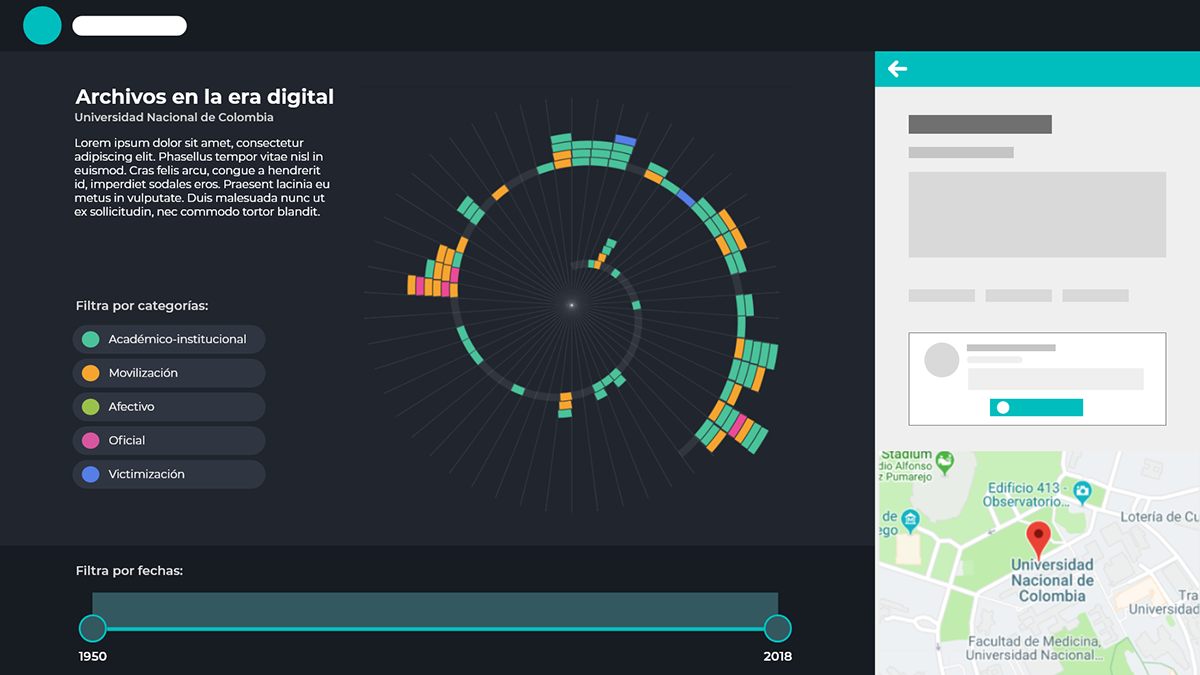 Archivos en la era digital
Universidad Nacional de Colombia
Lorem ipsum dolor sit amet, consectetur
adipiscing elit. Phasellus tempor vitae nisl in
euismod. Cras felis arcu, congue a hendrerit
id, imperdiet sodales eros. Praesent lacinia eu
metus in vulputate. Duis malesuada nunc ut
ex sollicitudin, nec commodo tortor blandit.
Filtra por categorías:
Académico-institucional
Movilización
Afectivo
Oficial
Victimización
Filtra por fechas:
1950
2018
Stadium
dio Alfonso
z Pumarejo
Edificio 413 -
Observatorio...
Lotería de Cu
de
ego
Universidad
Nacional de
Colombia
Tra
Universidad
Facultad de Medicina,
Universidad Nacional...